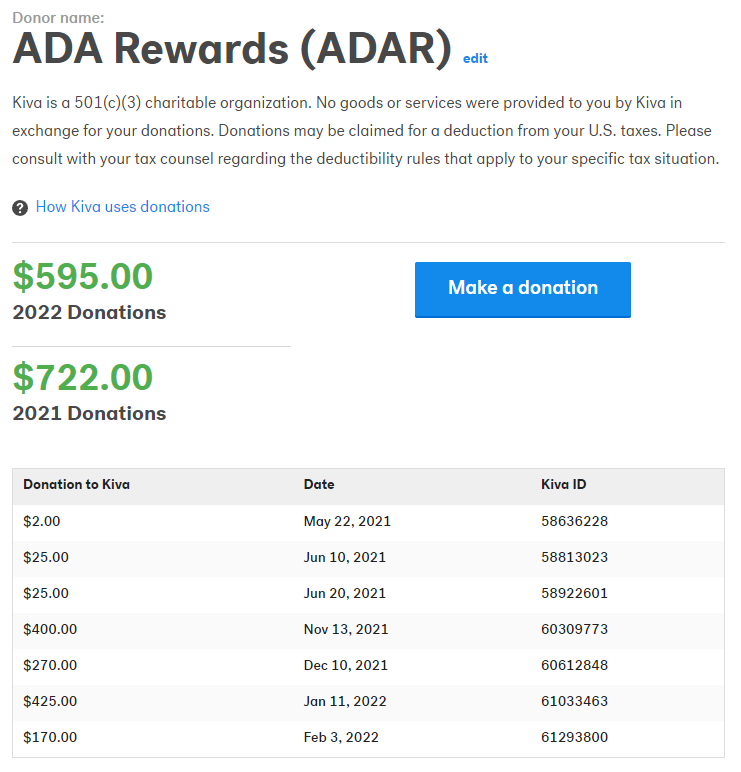 Donor name:
ADA Rewards (ADAR) edit
Kiva is a 501(c)(3) charitable organization. No goods or services were provided to you by Kiva in
exchange for your donations. Donations may be claimed for a deduction from your U.S. taxes. Please
consult with your tax counsel regarding the deductibility rules that apply to your specific tax situation.
? How Kiva uses donations
$595.00
2022 Donations
Make a donation
$722.00
2021 Donations
Donation to Kiva Date Kiva ID
$2.00 May 22, 2021 58636228
$25.00 Jun 10, 2021 58813023
$25.00 Jun 20, 2021 58922601
$400.00 Nov 13, 2021 60309773
$270.00 Dec 10, 2021 60612848
$425.00 Jan 11, 2022 61033463
$170.00 Feb 3, 2022 61293800